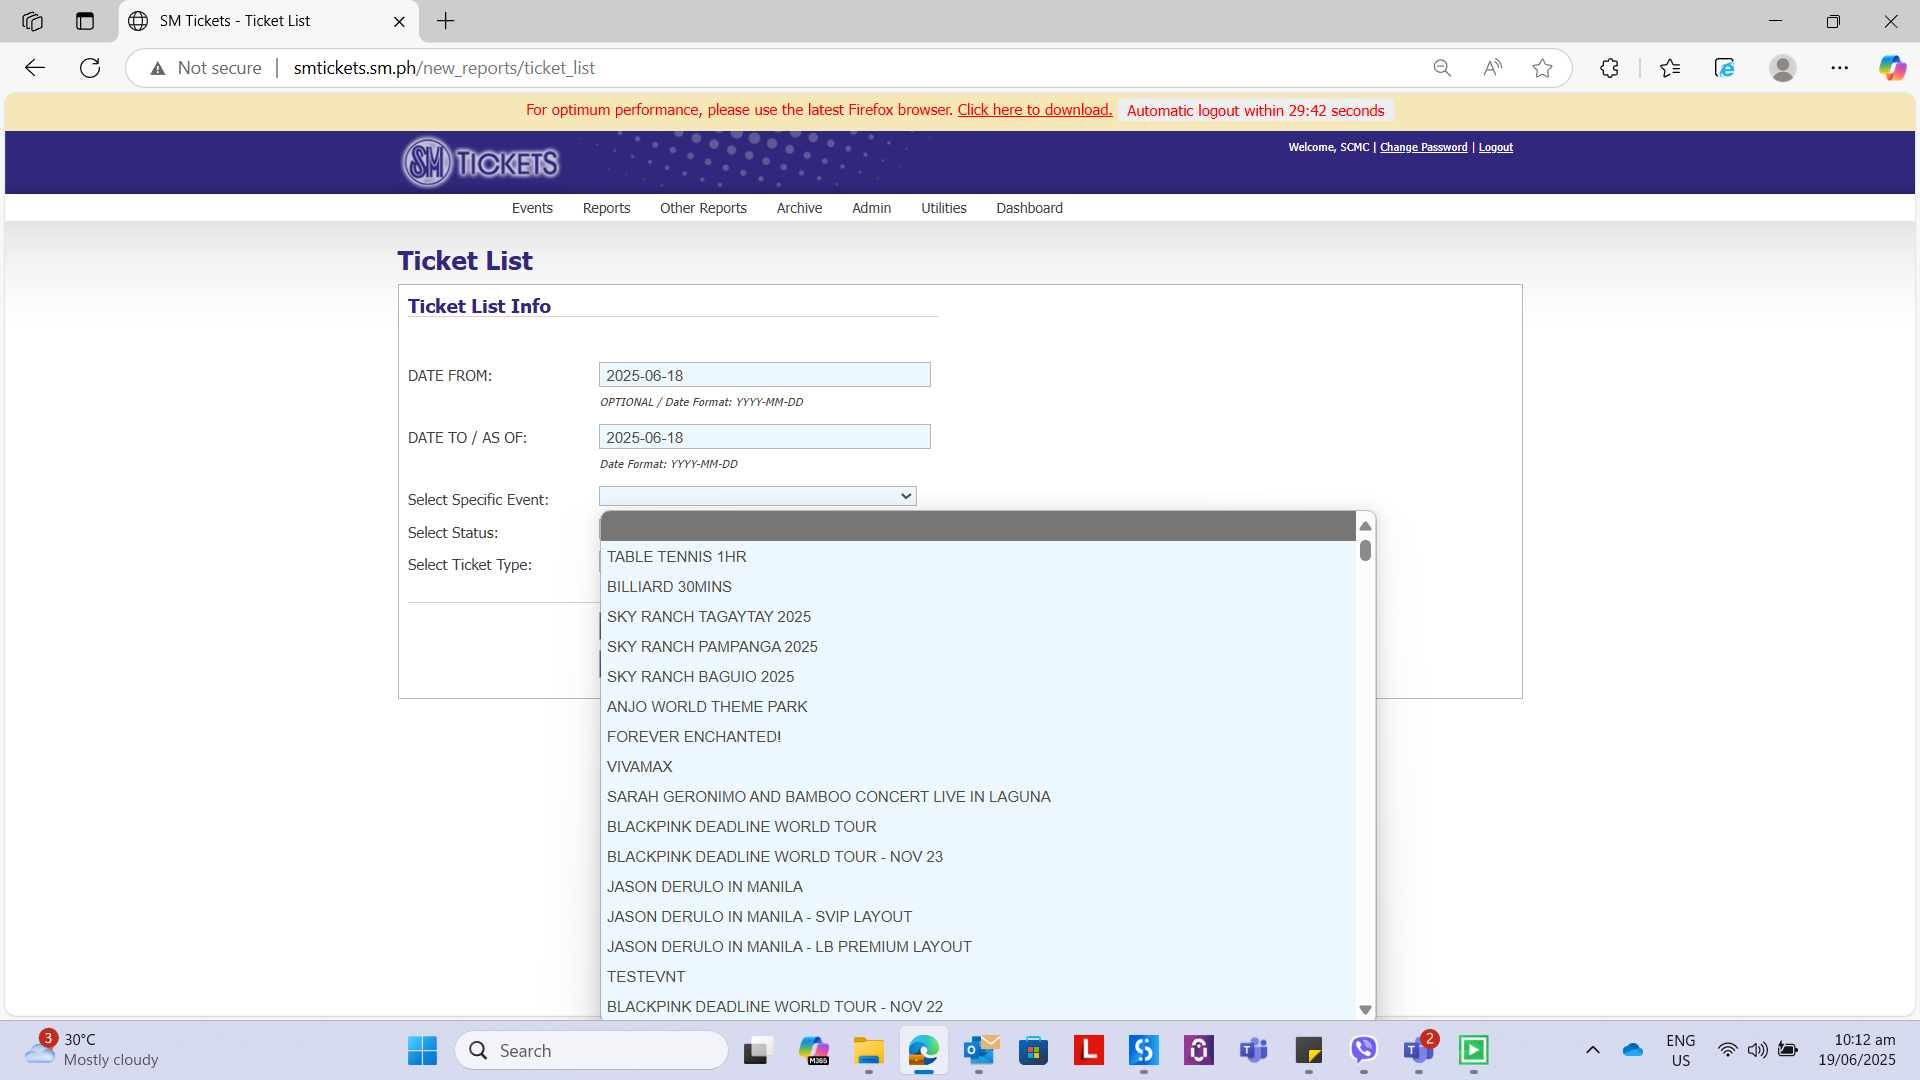 SM Tickets - Ticket List
Not secure
smtickets.sm.ph/new_reports/ticket_list
For optimum performance, please use the latest Firefox browser. Click here to download. Automatic logout within 29:42 seconds
SM TICKETS
Welcome, SCMC | Change Password | Logout
Events Reports Other Reports Archive Admin Utilities Dashboard
Ticket List
Ticket List Info
DATE FROM:
2025-06-18
OPTIONAL / Date Format: YYYY-MM-DD
DATE TO / AS OF:
2025-06-18
Date Format: YYYY-MM-DD
Select Specific Event:
Select Status:
Select Ticket Type:
TABLE TENNIS 1HR
BILLIARD 30MINS
SKY RANCH TAGAYTAY 2025
SKY RANCH PAMPANGA 2025
SKY RANCH BAGUIO 2025
ANJO WORLD THEME PARK
FOREVER ENCHANTED!
VIVAMAX
SARAH GERONIMO AND BAMBOO CONCERT LIVE IN LAGUNA
BLACKPINK DEADLINE WORLD TOUR
BLACKPINK DEADLINE WORLD TOUR - NOV 23
JASON DERULO IN MANILA
JASON DERULO IN MANILA - SVIP LAYOUT
JASON DERULO IN MANILA - LB PREMIUM LAYOUT
TESTEVNT
BLACKPINK DEADLINE WORLD TOUR - NOV 22
3
30°C
Mostly cloudy
Search
M365
L
2
ENG
US
10:12 am
19/06/2025